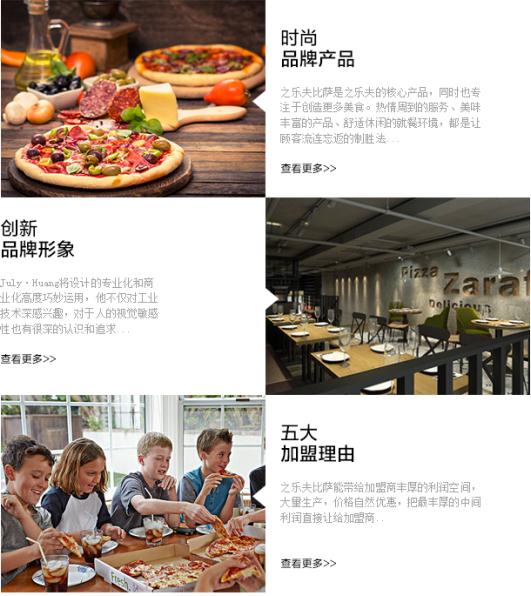 时尚
品牌产品
之乐夫比萨是之乐夫的核心产品，同时也专
注于创造更多美食。热情周到的服务、美味
丰富的产品、舒适休闲的就餐环境，都是让
顾客流连忘返的制胜法...
查看更多>>
创新
品牌形象
July·Huang将设计的专业化和商
业化高度巧妙运用，他不仅对工业
技术深感兴趣，对于人的视觉敏感
性也有很深的认识和追求...
查看更多>>
Pizza
Zarat
Delicious
五大
加盟理由
之乐夫比萨能带给加盟商丰厚的利润空间，
大量生产，价格自然优惠，把最丰厚的中间
利润直接让给加盟商..
查看更多>>
Fresh